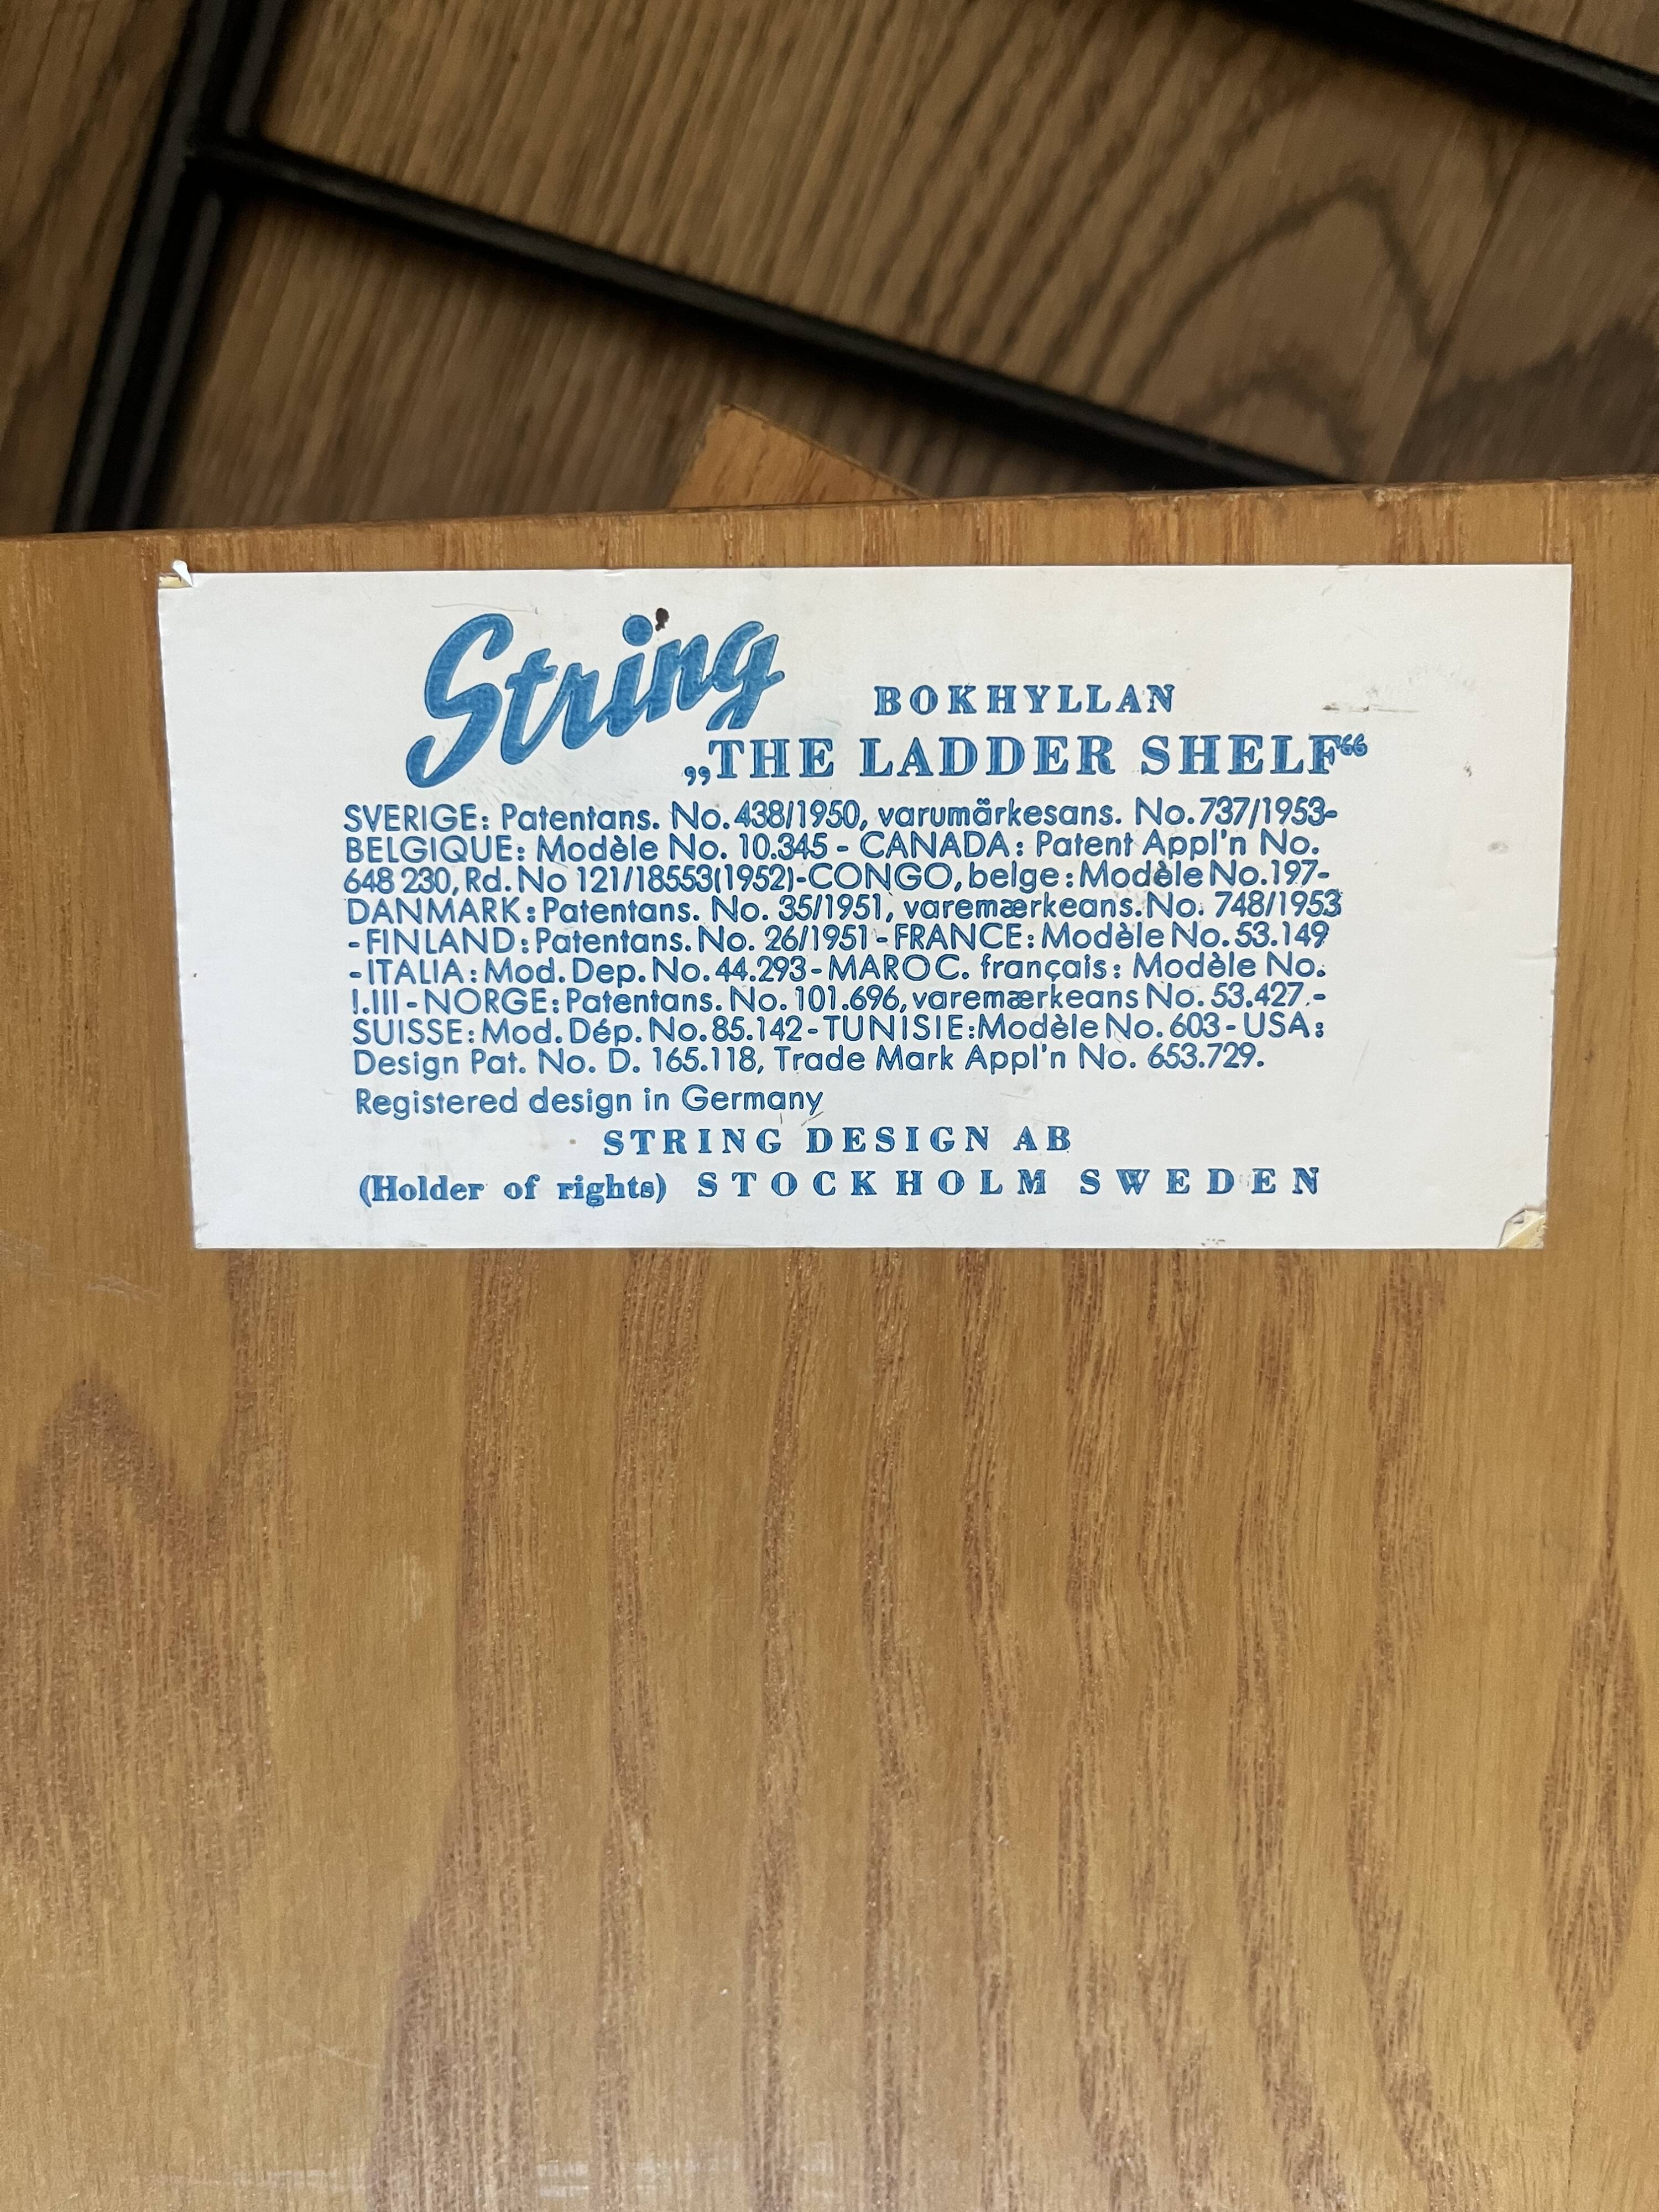 String
BOKHYLLAN
„THE LADDER SHELF“
SVERIGE: Patentans. No. 438/1950, varumärkesans. No. 737/1953-
BELGIQUE: Modèle No. 10.345 - CANADA: Patent Appl'n No.
648 230, Rd. No 121/18553(1952)-CONGO, belge: Modèle No. 197-
DANMARK: Patentans. No. 35/1951, varemærkeans. No. 748/1953
- FINLAND: Patentans. No. 26/1951 - FRANCE: Modèle No. 53.149
- ITALIA: Mod. Dep. No. 44.293 - MAROC. français: Modèle No.
!.III - NORGE: Patentans. No. 101.696, varemærkeans No. 53.427.-
SUISSE: Mod. Dép. No. 85.142 - TUNISIE: Modèle No. 603 - USA:
Design Pat. No. D. 165.118, Trade Mark Appl'n No. 653.729.
Registered design in Germany
STRING DESIGN AB
(Holder of rights) STOCKHOLM SWEDEN